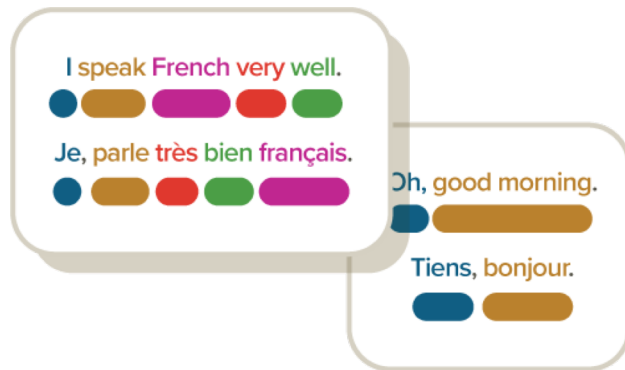 I speak French very well.
Je, parle très bien français.
Oh, good morning.
Tiens, bonjour.